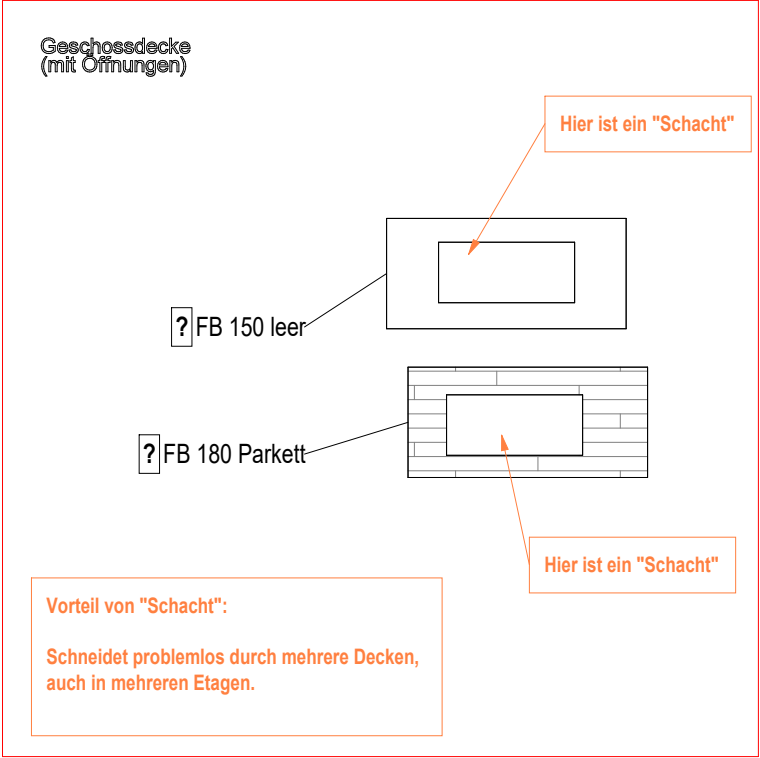 Geschossdecke
(mit Öffnungen)
Hier ist ein "Schacht"
? FB 150 leer
? FB 180 Parkett
Hier ist ein "Schacht"
Vorteil von "Schacht":
Schneidet problemlos durch mehrere Decken,
auch in mehreren Etagen.